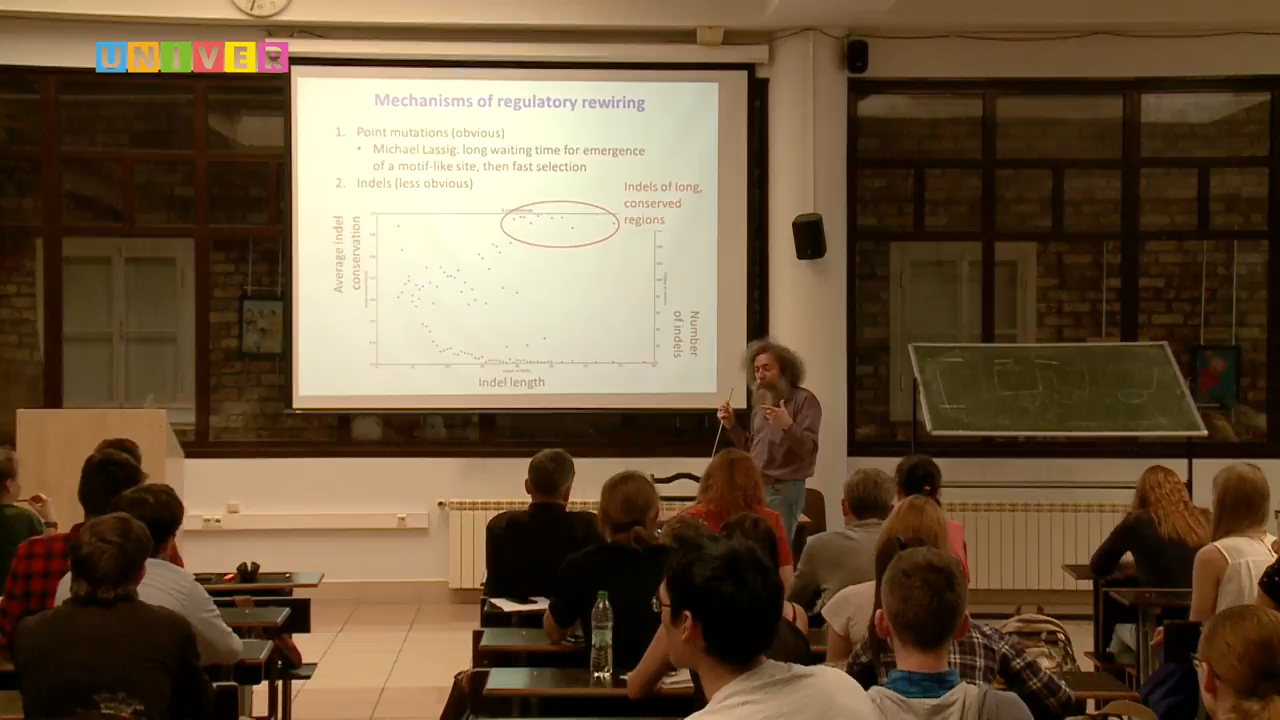 UNIVER
Mechanisms of regulatory rewiring
1. Point mutations (obvious)
• Michael Lassig: long waiting time for emergence
of a motif-like site, then fast selection
2. Indels (less obvious)
Indels of long,
conserved
regions
Average indel
conservation
Number
of indels
Indel length